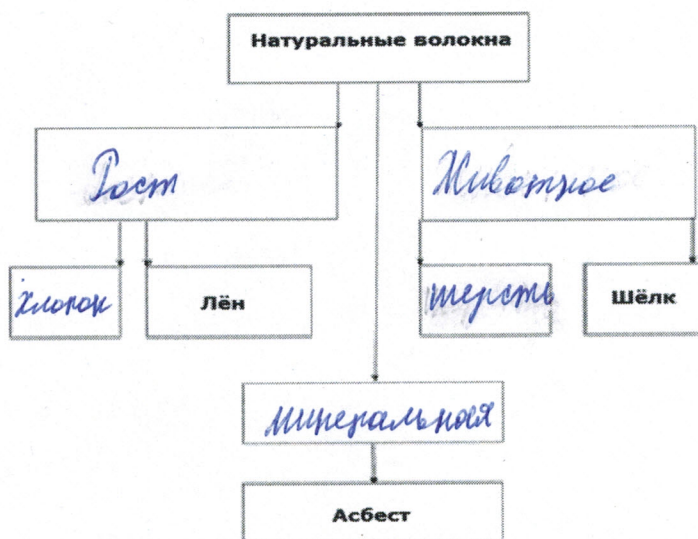 Натуральные волокна
Рост
Животное
хлопок
Лён
шерсть
Шёлк
минеральная
Асбест